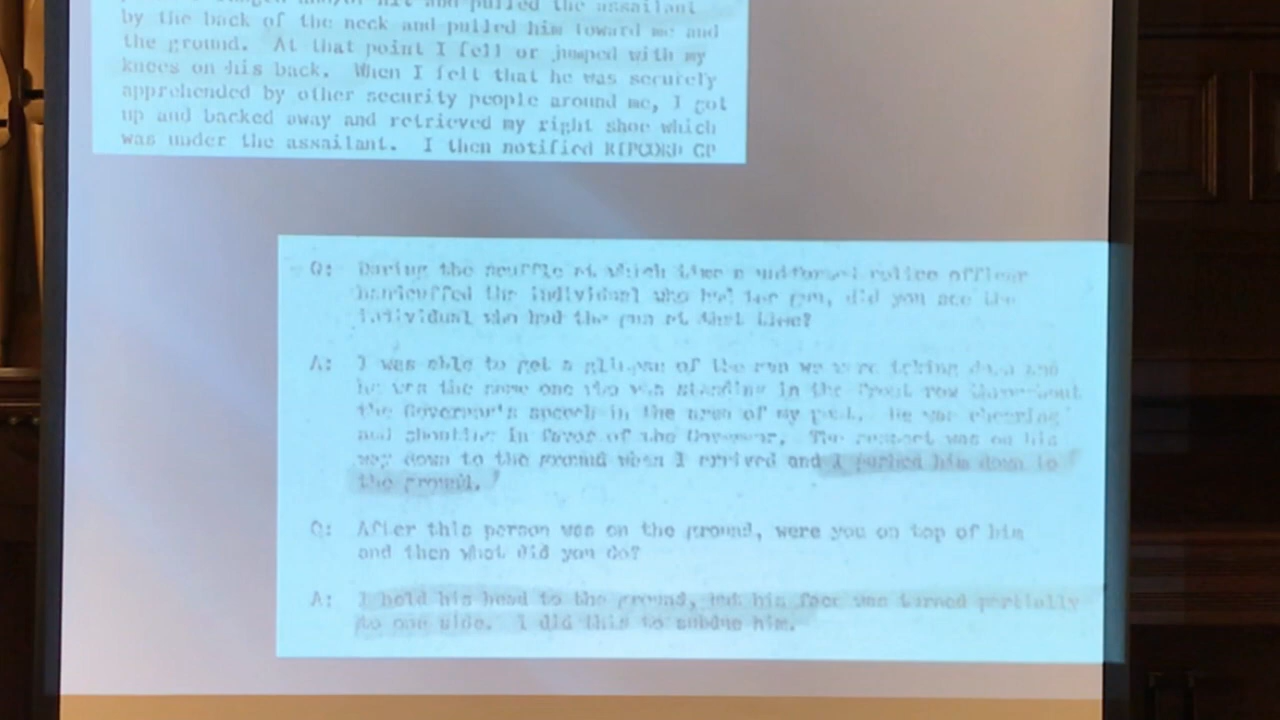 and pulled the assailant
by the back of the neck and pulled him toward me and
the ground. At that point I fell or jumped with my
knees on his back. When I felt that he was securely
apprehended by other security people around me, I got
up and backed away and retrieved my right shoe which
was under the assailant. I then notified RIPCORD CP
Q: During the scuffle at which time a uniformed police officer
handcuffed the individual who had the gun, did you see the
individual who had the gun at that time?
A: I was able to get a glimpse of the man we were taking down and
he was the same one who was standing in the front row throughout
the Governor's speech in the area of my post. He was cheering
and shouting in favor of the Governor. The suspect was on his
way down to the ground when I arrived and I pushed him down to
the ground.
Q: After this person was on the ground, were you on top of him
and then what did you do?
A: I held his head to the ground, and his face was turned partially
to one side. I did this to subdue him.